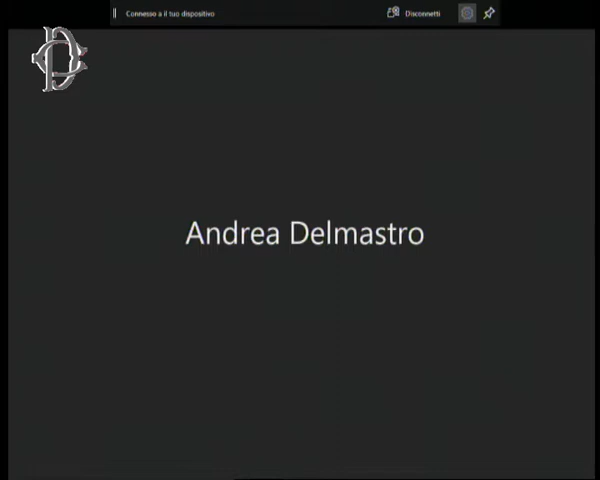 Connesso a il tuo dispositivo
Disconnetti
Andrea Delmastro